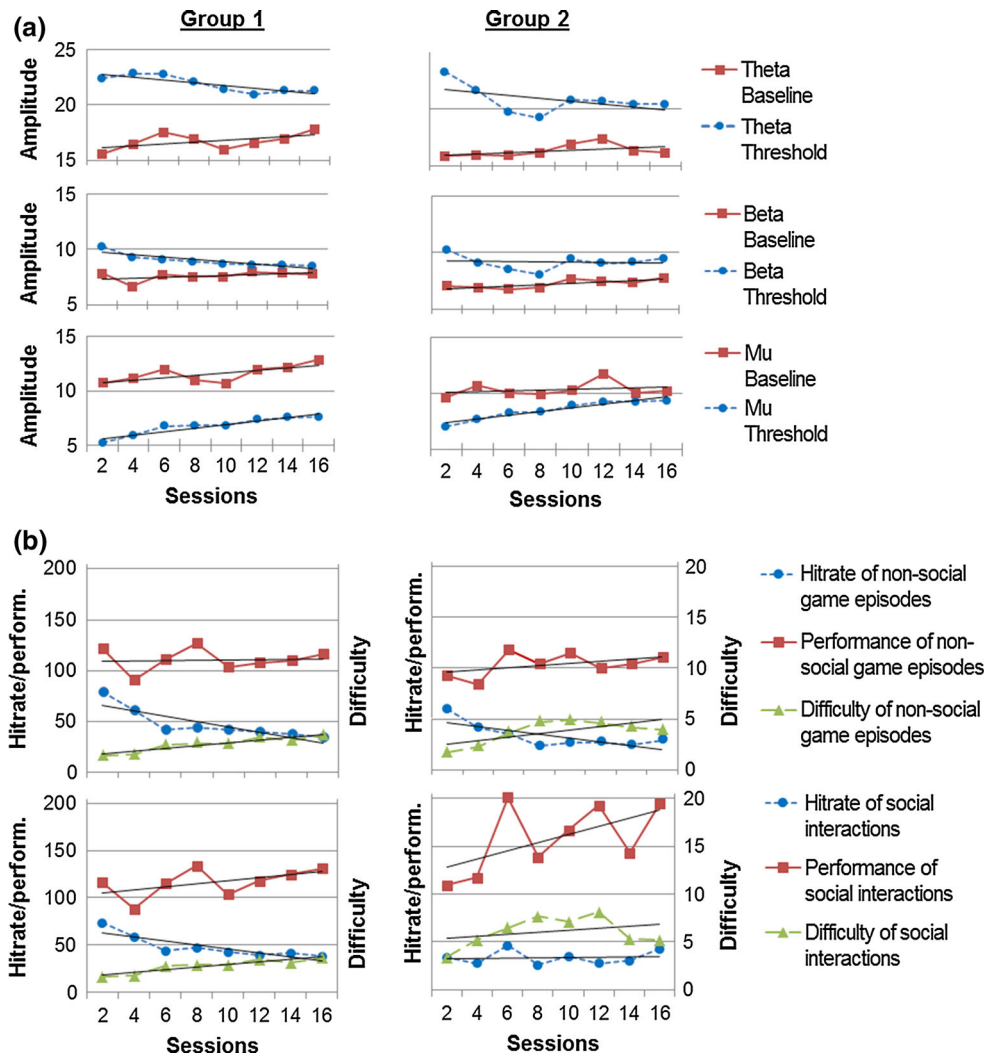 (a)
Group 1
Group 2
Amplitude
25
20
15
Theta
Baseline
Theta
Threshold
Amplitude
15
10
5
Beta
Baseline
Beta
Threshold
Amplitude
15
10
5
Mu
Baseline
Mu
Threshold
2 4 6 8 10 12 14 16
Sessions
2 4 6 8 10 12 14 16
Sessions
(b)
Hitrate/perform.
200
150
100
50
0
Difficulty
Hitrate/perform.
20
15
10
5
0
Difficulty
Hitrate of non-social
game episodes
Performance of non-
social game episodes
Difficulty of non-social
game episodes
Hitrate/perform.
200
150
100
50
0
Difficulty
Hitrate/perform.
20
15
10
5
0
Difficulty
Hitrate of social
interactions
Performance of
social interactions
Difficulty of social
interactions
2 4 6 8 10 12 14 16
Sessions
2 4 6 8 10 12 14 16
Sessions